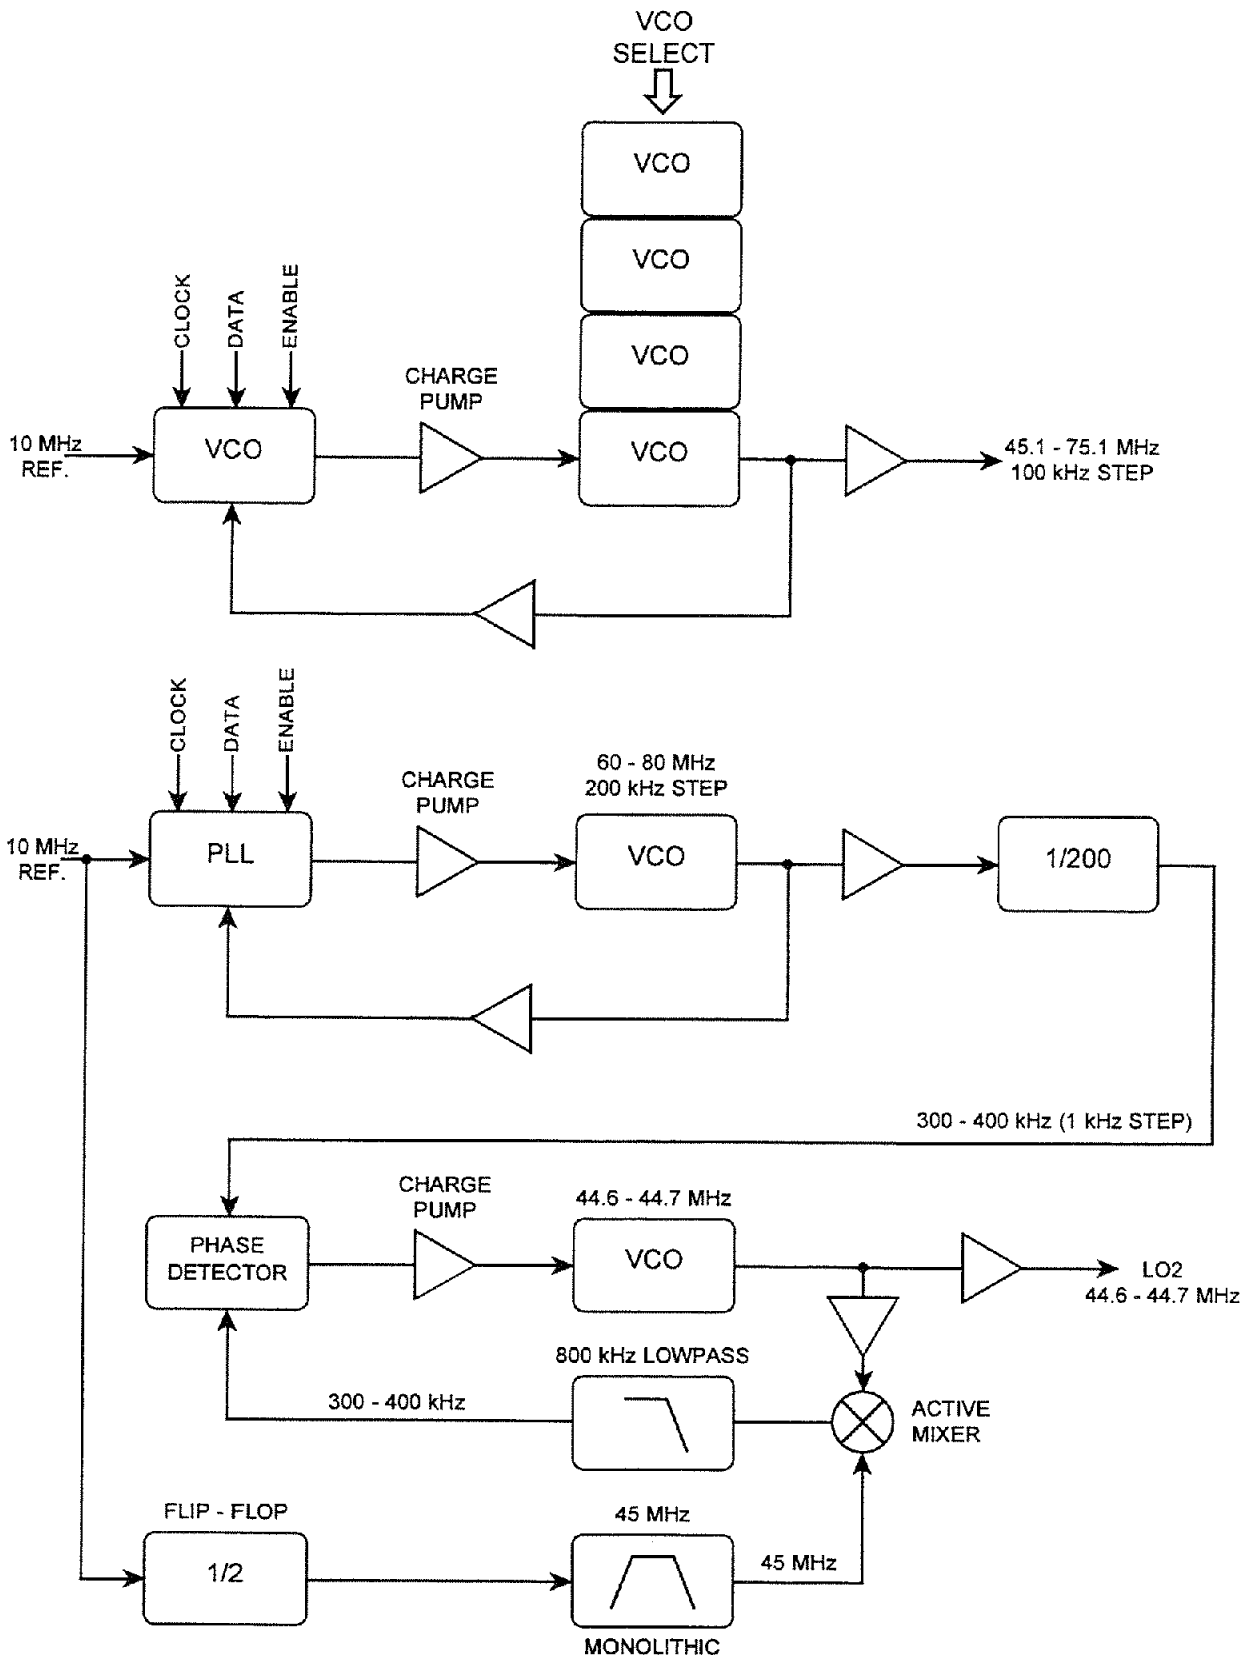 VCO
SELECT
VCO
VCO
VCO
VCO
CLOCK
DATA
ENABLE
CHARGE
PUMP
10 MHz
REF.
VCO
45.1 - 75.1 MHz
100 kHz STEP
CLOCK
DATA
ENABLE
CHARGE
PUMP
60 - 80 MHz
200 kHz STEP
10 MHz
REF.
PLL
VCO
1/200
300 - 400 kHz (1 kHz STEP)
CHARGE
PUMP
44.6 - 44.7 MHz
PHASE
DETECTOR
VCO
LO2
44.6 - 44.7 MHz
800 kHz LOWPASS
300 - 400 kHz
ACTIVE
MIXER
FLIP - FLOP
1/2
45 MHz
45 MHz
MONOLITHIC